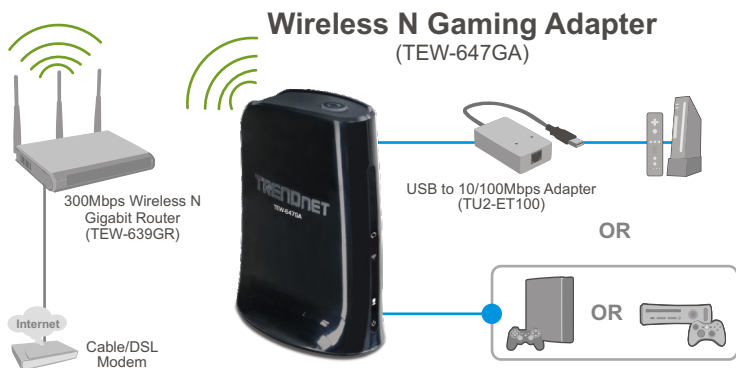 Wireless N Gaming Adapter
(TEW-647GA)
300Mbps Wireless N
Gigabit Router
(TEW-639GR)
Internet
Cable/DSL
Modem
TRENDNET
TEW-647GA
USB to 10/100Mbps Adapter
(TU2-ET100)
OR
OR